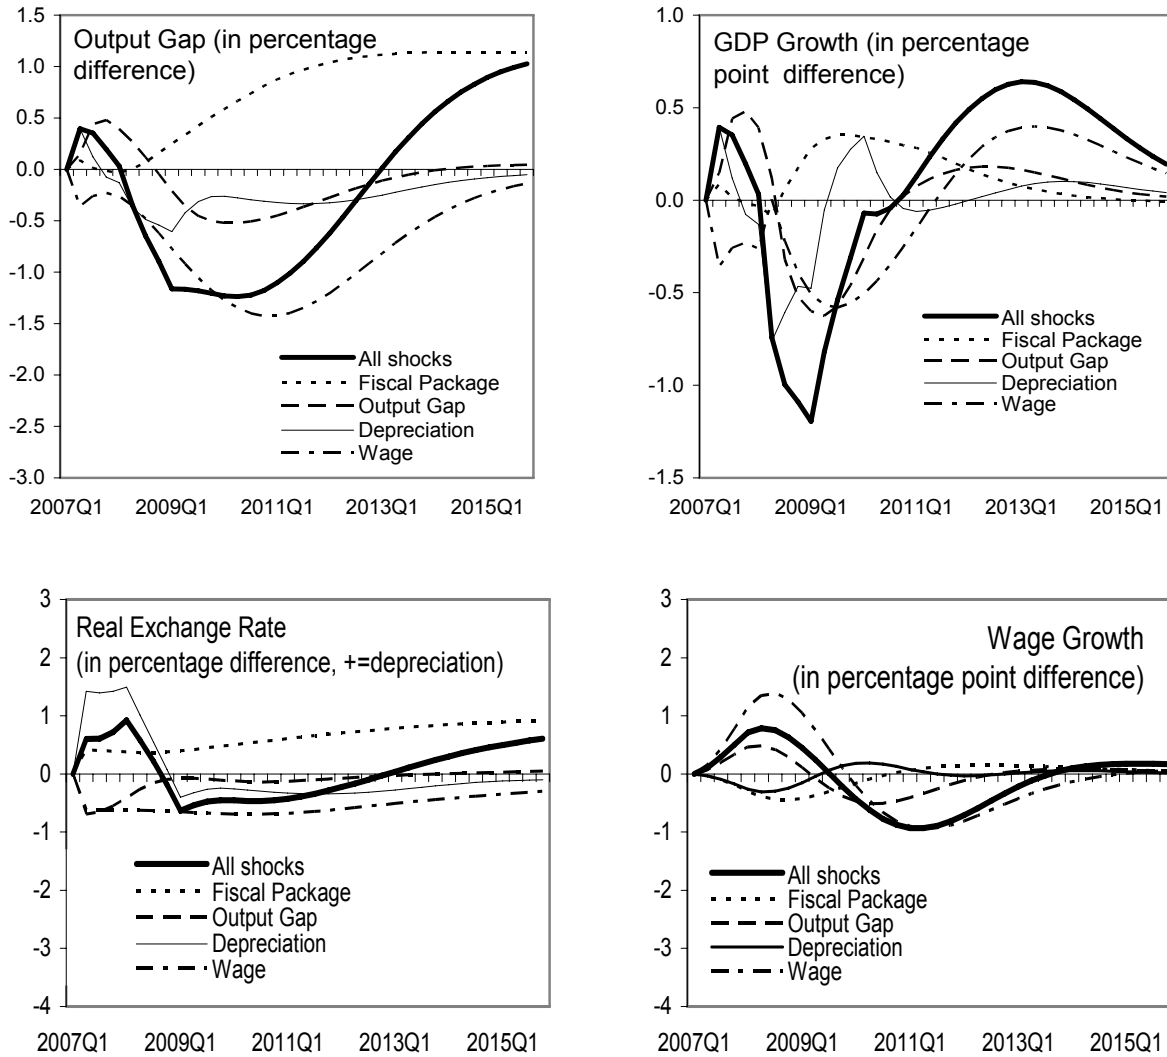 Output Gap (in percentage
difference)
1.5
1.0
0.5
0.0
-0.5
-1.0
-1.5
-2.0
-2.5
-3.0
All shocks
Fiscal Package
Output Gap
Depreciation
Wage
2007Q1 2009Q1 2011Q1 2013Q1 2015Q1
GDP Growth (in percentage
point difference)
1.0
0.5
0.0
-0.5
-1.0
-1.5
All shocks
Fiscal Package
Output Gap
Depreciation
Wage
2007Q1 2009Q1 2011Q1 2013Q1 2015Q1
Real Exchange Rate
(in percentage difference, +=depreciation)
3
2
1
0
-1
-2
-3
-4
All shocks
Fiscal Package
Output Gap
Depreciation
Wage
2007Q1 2009Q1 2011Q1 2013Q1 2015Q1
Wage Growth
(in percentage point difference)
3
2
1
0
-1
-2
-3
-4
All shocks
Fiscal Package
Output Gap
Depreciation
Wage
2007Q1 2009Q1 2011Q1 2013Q1 2015Q1